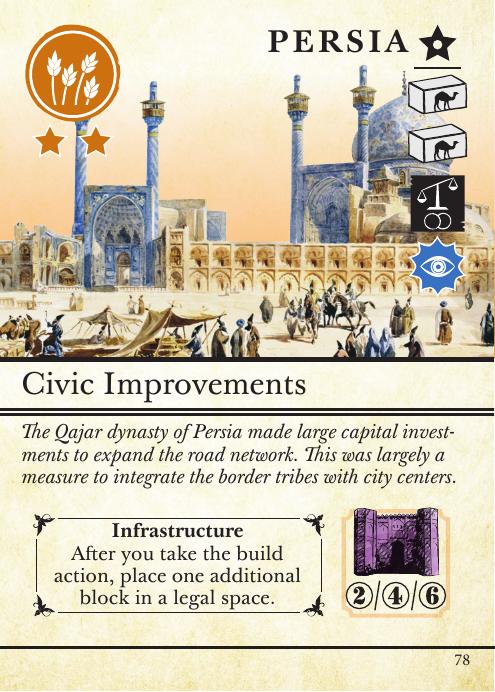 PERSIA
Civic Improvements
The Qajar dynasty of Persia made large capital invest-
ments to expand the road network. This was largely a
measure to integrate the border tribes with city centers.
Infrastructure
After you take the build
action, place one additional
block in a legal space.
2/4/6
78